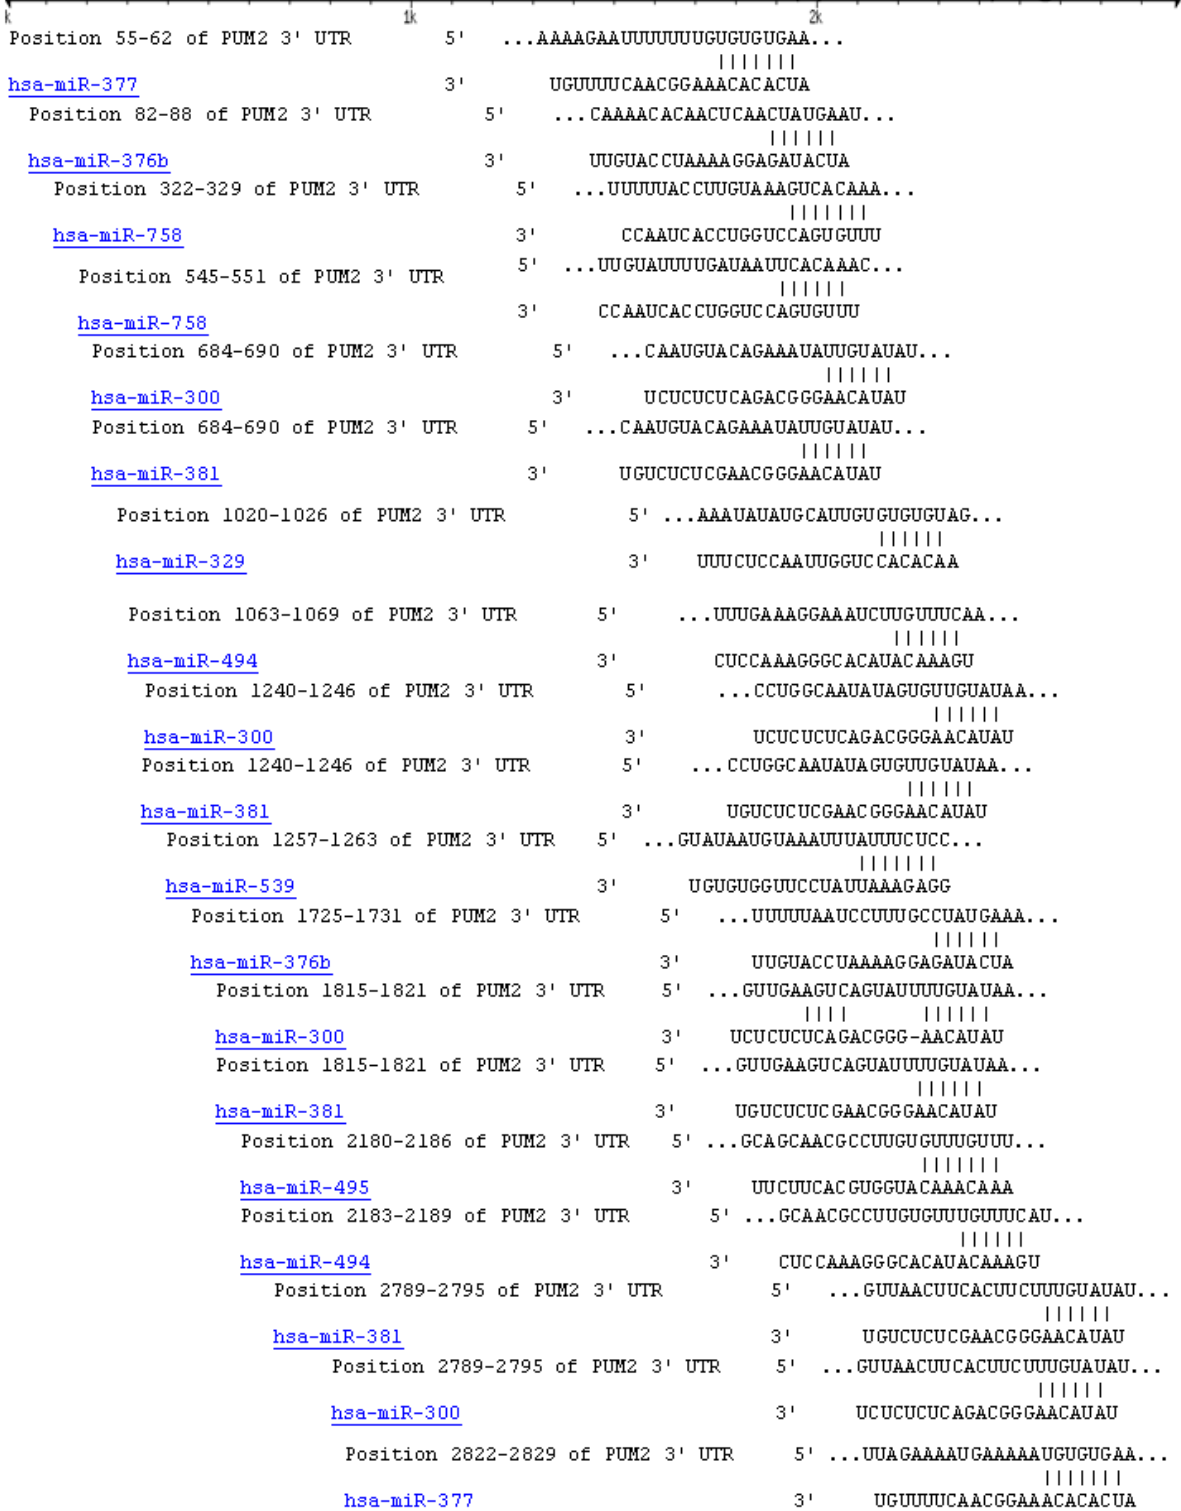 k 1k 2k
Position 55-62 of PUM2 3' UTR 5' ...AAAAGAAUUUUUUUGUGUGUGAA...
hsa-miR-377 3' UGUUUUCAACGGAAACACACUA
Position 82-88 of PUM2 3' UTR 5' ...CAAAACACAACUCAACUAUGAAU...
hsa-miR-376b 3' UUGUACCUAAAAGGAGAUACUA
Position 322-329 of PUM2 3' UTR 5' ...UUUUUACCUUGUAAAGUCACAAA...
hsa-miR-758 3' CCAAUCACCUGGUCCAGUGUUU
Position 545-551 of PUM2 3' UTR 5' ...UUGUAUUUUGAUAAUUCACAAAC...
hsa-miR-758 3' CCAAUCACCUGGUCCAGUGUUU
Position 684-690 of PUM2 3' UTR 5' ...CAAUGUACAGAAAUAUUGUAUAU...
hsa-miR-300 3' UCUCUCUCAGACGGGAACAUAU
Position 684-690 of PUM2 3' UTR 5' ...CAAUGUACAGAAAUAUUGUAUAU...
hsa-miR-381 3' UGUCUCUCGAACGGGAACAUAU
Position 1020-1026 of PUM2 3' UTR 5' ...AAAUAUAUGCAUUGUGUGUGUAG...
hsa-miR-329 3' UUUCUCCAAUUGGUCCACACAA
Position 1063-1069 of PUM2 3' UTR 5' ...UUUGAAAGGAAAUCUUGUUUCAA...
hsa-miR-494 3' CUCCAAAGGGCACAUACAAAGU
Position 1240-1246 of PUM2 3' UTR 5' ...CCUGGCAAUAUAGUGUUGUAUAA...
hsa-miR-300 3' UCUCUCUCAGACGGGAACAUAU
Position 1240-1246 of PUM2 3' UTR 5' ...CCUGGCAAUAUAGUGUUGUAUAA...
hsa-miR-381 3' UGUCUCUCGAACGGGAACAUAU
Position 1257-1263 of PUM2 3' UTR 5' ...GUAUAAUGUAAAUUUAUUUCUCC...
hsa-miR-539 3' UGUGUGGUUCCUAUUAAAGAGG
Position 1725-1731 of PUM2 3' UTR 5' ...UUUUUAAUCCUUUGCCUAUGAAA...
hsa-miR-376b 3' UUGUACCUAAAAGGAGAUACUA
Position 1815-1821 of PUM2 3' UTR 5' ...GUUGAAGUCAGUAUUUUGUAUAA...
hsa-miR-300 3' UCUCUCUCAGACGGG-AACAUAU
Position 1815-1821 of PUM2 3' UTR 5' ...GUUGAAGUCAGUAUUUUGUAUAA...
hsa-miR-381 3' UGUCUCUCGAACGGGAACAUAU
Position 2180-2186 of PUM2 3' UTR 5' ...GCAGCAACGCCUUGUGUUUGUUU...
hsa-miR-495 3' UUCUUCACGUGGUACAAACAAA
Position 2183-2189 of PUM2 3' UTR 5' ...GCAACGCCUUGUGUUUGUUUCAU...
hsa-miR-494 3' CUCCAAAGGGCACAUACAAAGU
Position 2789-2795 of PUM2 3' UTR 5' ...GUUAACUUCACUUCUUUGUAUAU...
hsa-miR-381 3' UGUCUCUCGAACGGGAACAUAU
Position 2789-2795 of PUM2 3' UTR 5' ...GUUAACUUCACUUCUUUGUAUAU...
hsa-miR-300 3' UCUCUCUCAGACGGGAACAUAU
Position 2822-2829 of PUM2 3' UTR 5' ...UUAGAAAAUGAAAAAUGUGUGAA...
hsa-miR-377 3' UGUUUUCAACGGAAACACACUA